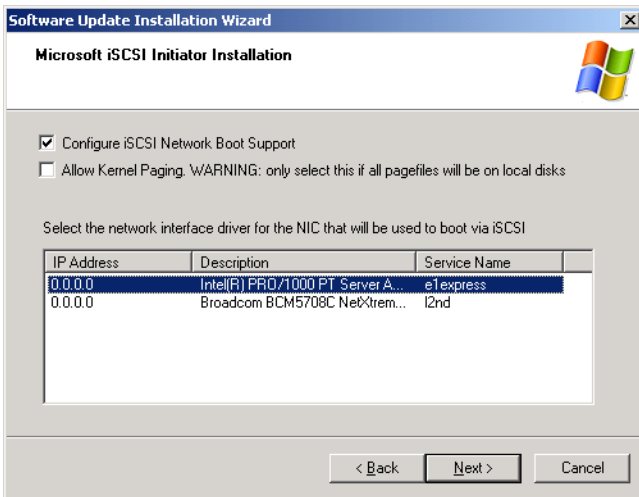 Software Update Installation Wizard
Microsoft iSCSI Initiator Installation
Configure iSCSI Network Boot Support
Allow Kernel Paging. WARNING: only select this if all pagefiles will be on local disks
Select the network interface driver for the NIC that will be used to boot via iSCSI
IP Address Description Service Name
0.0.0.0 Intel(R) PRO/1000 PT Server A... e1express
0.0.0.0 Broadcom BCM5708C NetXtrem... l2nd
< Back Next > Cancel